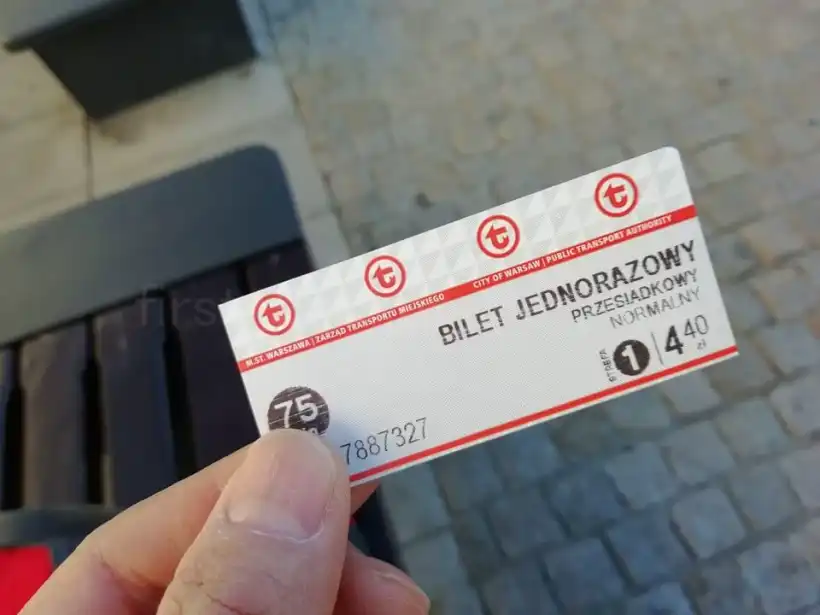 M.ST. WARSZAWA | ZARZĄD TRANSPORTU MIEJSKIEGO
CITY OF WARSAW | PUBLIC TRANSPORT AUTHORITY
BILET JEDNORAZOWY
PRZESIADKOWY
NORMALNY
STREFA 1 | 4 40 zł
75
7887327
first